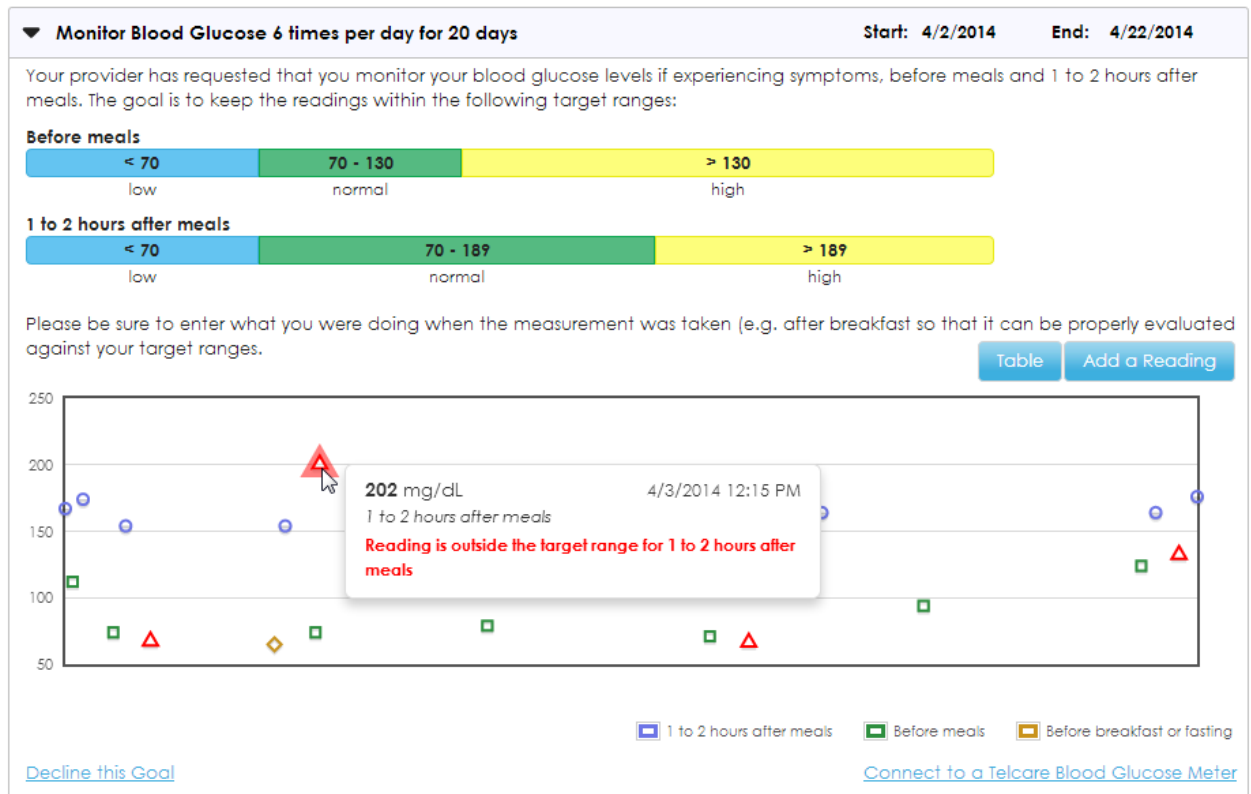 Monitor Blood Glucose 6 times per day for 20 days Start: 4/2/2014 End: 4/22/2014
Your provider has requested that you monitor your blood glucose levels if experiencing symptoms, before meals and 1 to 2 hours after
meals. The goal is to keep the readings within the following target ranges:
Before meals
< 70 70 - 130 > 130
low normal high
1 to 2 hours after meals
< 70 70 - 189 > 189
low normal high
Please be sure to enter what you were doing when the measurement was taken (e.g. after breakfast so that it can be properly evaluated
against your target ranges.
Table Add a Reading
250
200
202 mg/dL 4/3/2014 12:15 PM
1 to 2 hours after meals
150
Reading is outside the target range for 1 to 2 hours after
meals
100
50
1 to 2 hours after meals Before meals Before breakfast or fasting
Decline this Goal Connect to a Telcare Blood Glucose Meter